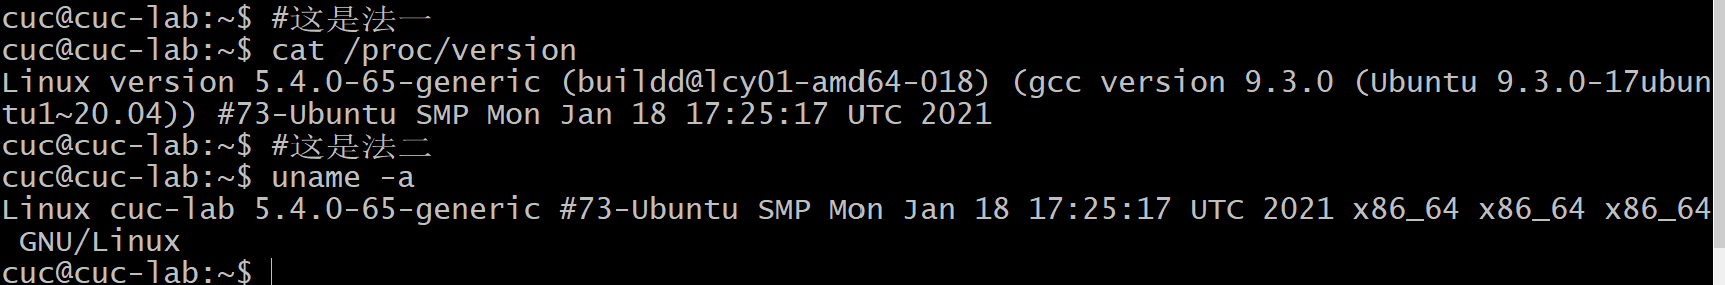 cuc@cuc-lab:~$ #这是法一
cuc@cuc-lab:~$ cat /proc/version
Linux version 5.4.0-65-generic (buildd@lcy01-amd64-018) (gcc version 9.3.0 (Ubuntu 9.3.0-17ubun
tu1~20.04)) #73-Ubuntu SMP Mon Jan 18 17:25:17 UTC 2021
cuc@cuc-lab:~$ #这是法二
cuc@cuc-lab:~$ uname -a
Linux cuc-lab 5.4.0-65-generic #73-Ubuntu SMP Mon Jan 18 17:25:17 UTC 2021 x86_64 x86_64 x86_64
 GNU/Linux
cuc@cuc-lab:~$